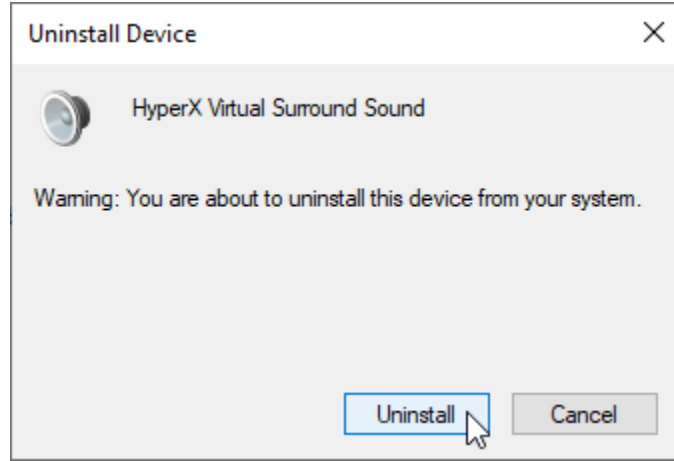 Uninstall Device
HyperX Virtual Surround Sound
Warning: You are about to uninstall this device from your system.
Uninstall
Cancel